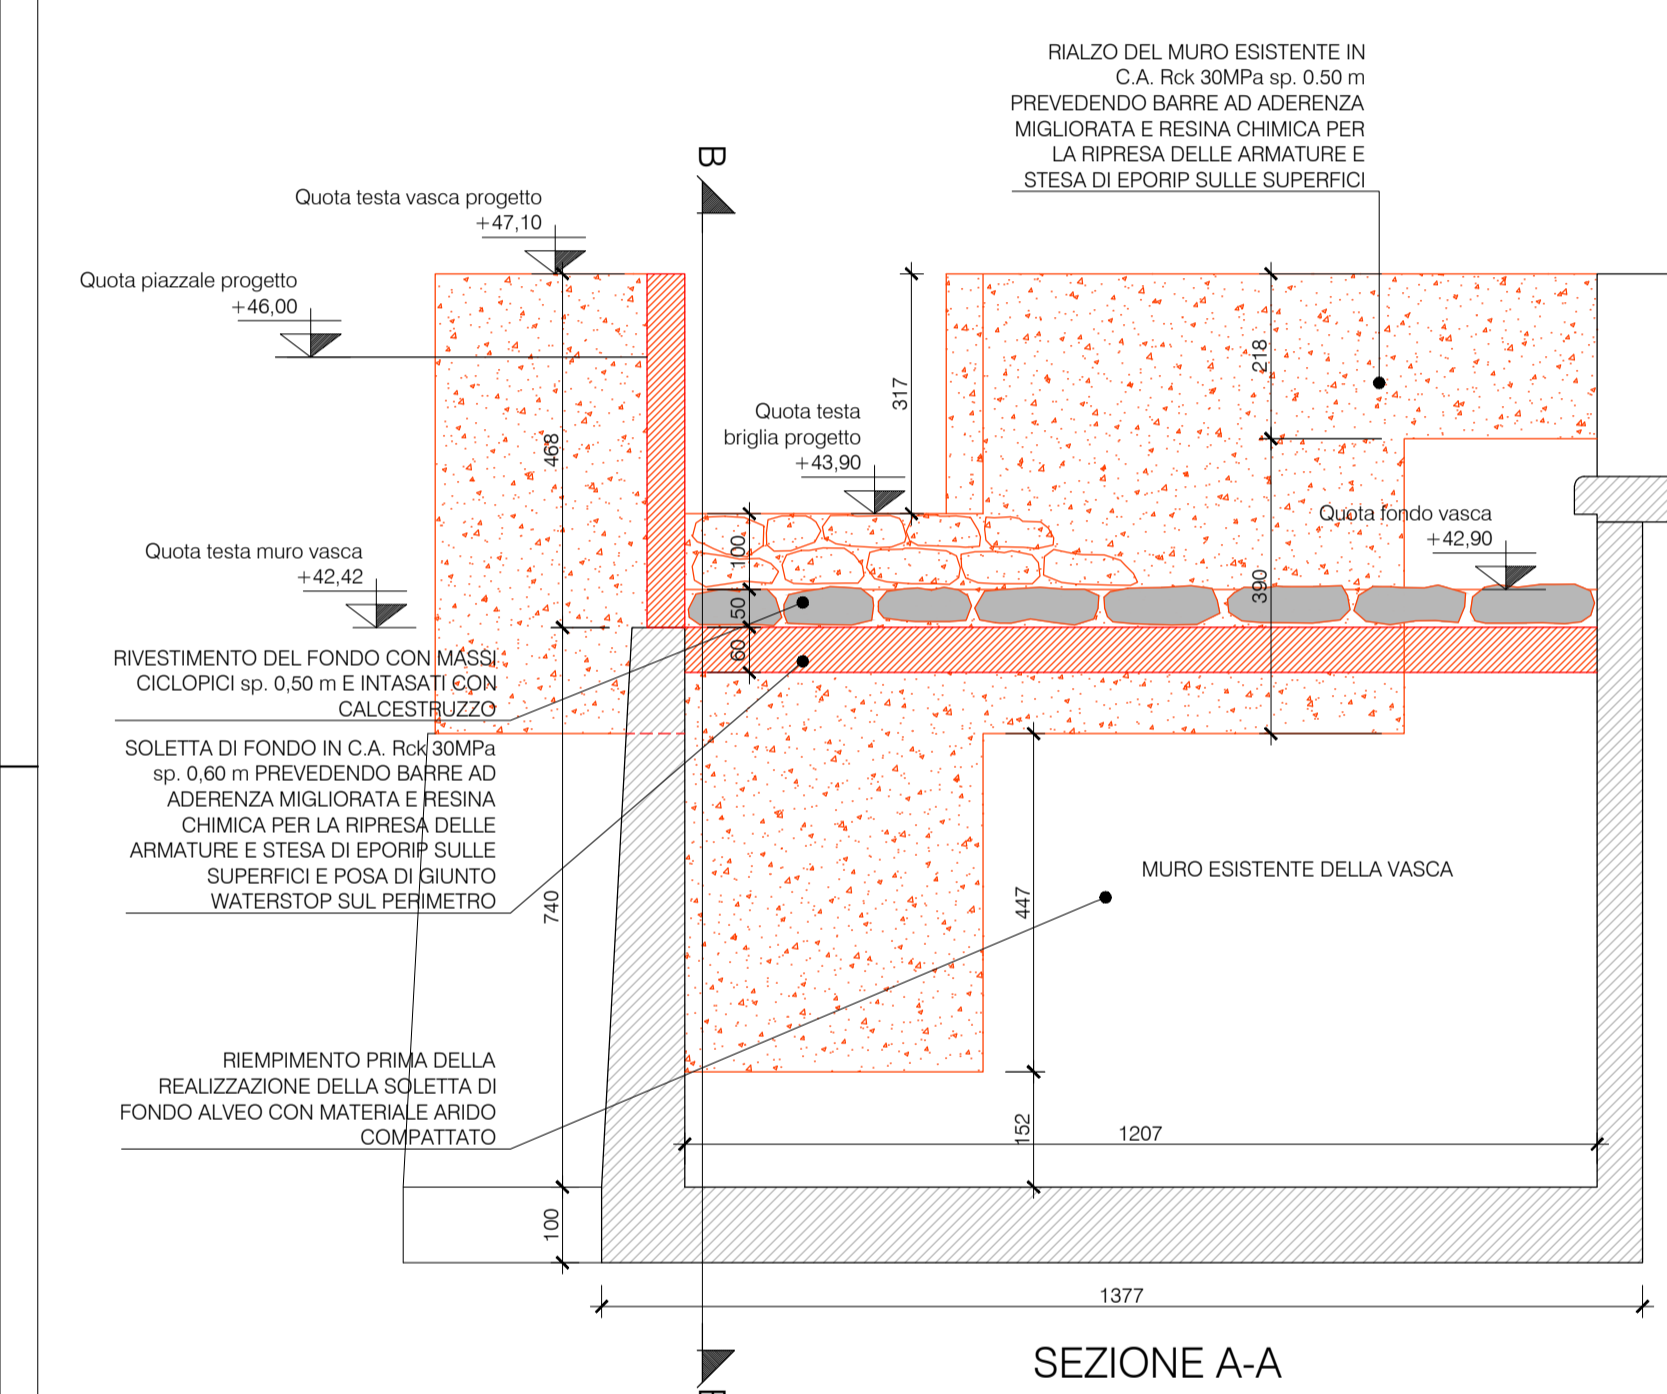 RIALZO DEL MURO ESISTENTE IN
C.A. Rck 30MPa sp. 0.50 m
PREVEDENDO BARRE AD ADERENZA
MIGLIORATA E RESINA CHIMICA PER
LA RIPRESA DELLE ARMATURE E
STESA DI EPORIP SULLE SUPERFICI
B
Quota testa vasca progetto
+47,10
Quota piazzale progetto
+46,00
218
317
Quota testa
briglia progetto
+43,90
468
Quota fondo vasca
+42,90
Quota testa muro vasca
+42,42
100
50
60
390
RIVESTIMENTO DEL FONDO CON MASSI
CICLOPICI sp. 0,50 m E INTASATI CON
CALCESTRUZZO
SOLETTA DI FONDO IN C.A. Rck 30MPa
sp. 0,60 m PREVEDENDO BARRE AD
ADERENZA MIGLIORATA E RESINA
CHIMICA PER LA RIPRESA DELLE
ARMATURE E STESA DI EPORIP SULLE
SUPERFICI E POSA DI GIUNTO
WATERSTOP SUL PERIMETRO
MURO ESISTENTE DELLA VASCA
740
447
RIEMPIMENTO PRIMA DELLA
REALIZZAZIONE DELLA SOLETTA DI
FONDO ALVEO CON MATERIALE ARIDO
COMPATTATO
152
1207
100
1377
SEZIONE A-A